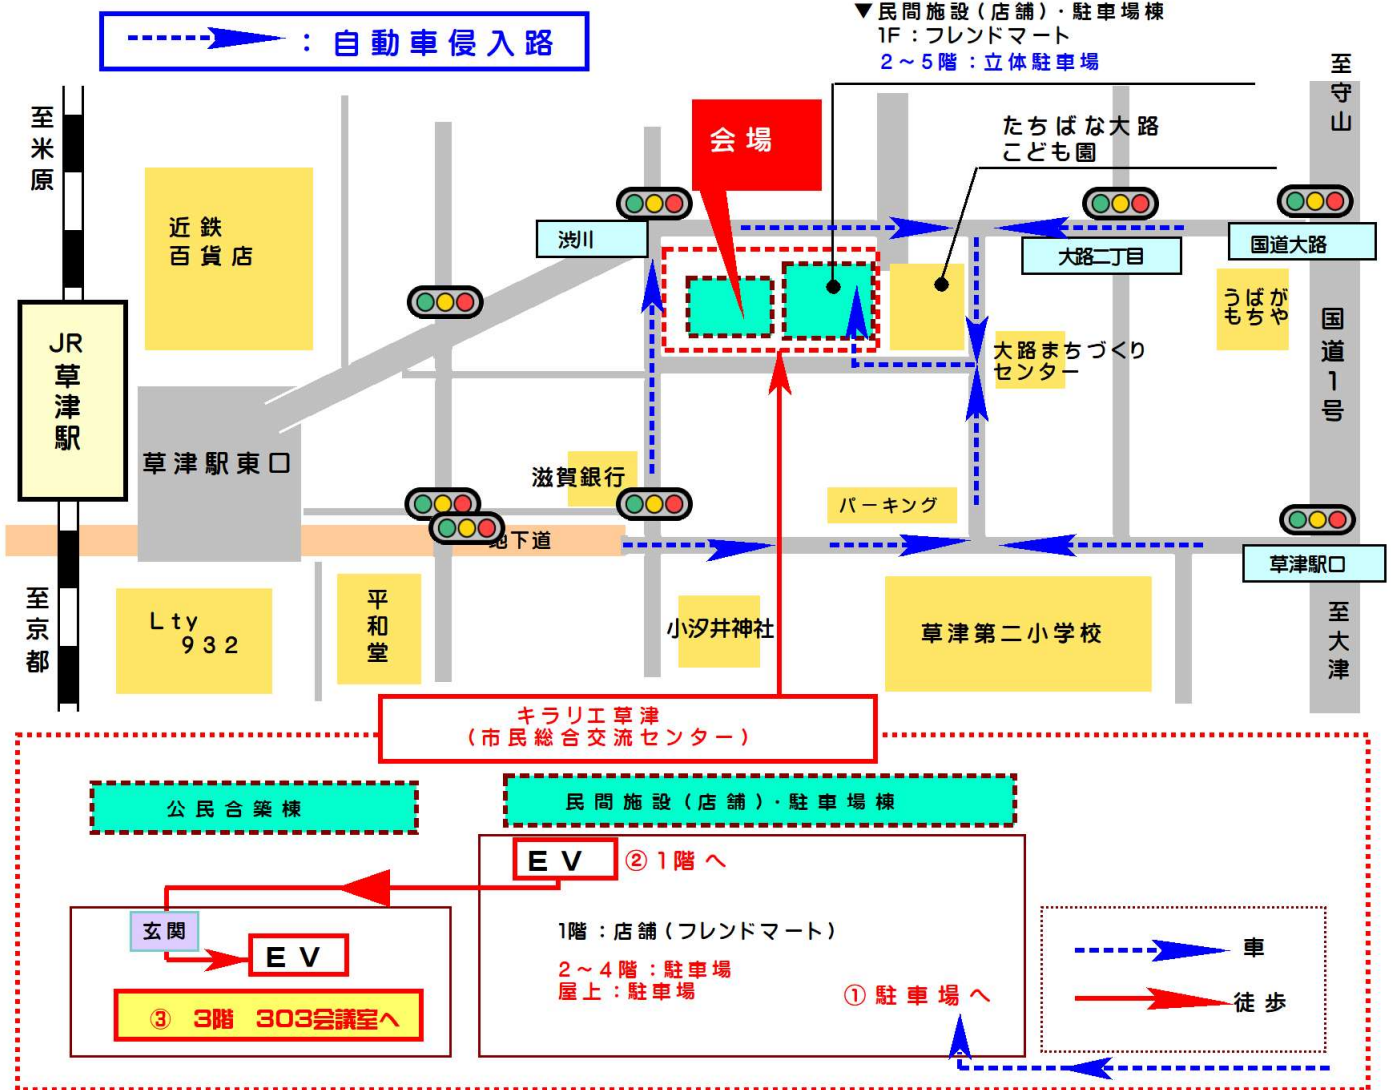 ：自動車侵入路
▼民間施設（店舗）・駐車場棟
1F：フレンドマート
2～5階：立体駐車場
至守山
至米原
会場
たちばな大路
こども園
近鉄
百貨店
渋川
大路二丁目
国道大路
うばが
もちや
JR草津駅
国道1号
大路まちづくり
センター
草津駅東口
滋賀銀行
パーキング
地下道
草津駅口
至京都
Lty
932
平和堂
小汐井神社
草津第二小学校
至大津
キラリエ草津
（市民総合交流センター）
公民合築棟
民間施設（店舗）・駐車場棟
EV
②1階へ
玄関
EV
1階：店舗（フレンドマート）
2～4階：駐車場
屋上：駐車場
①駐車場へ
③ 3階 303会議室へ
車
徒歩